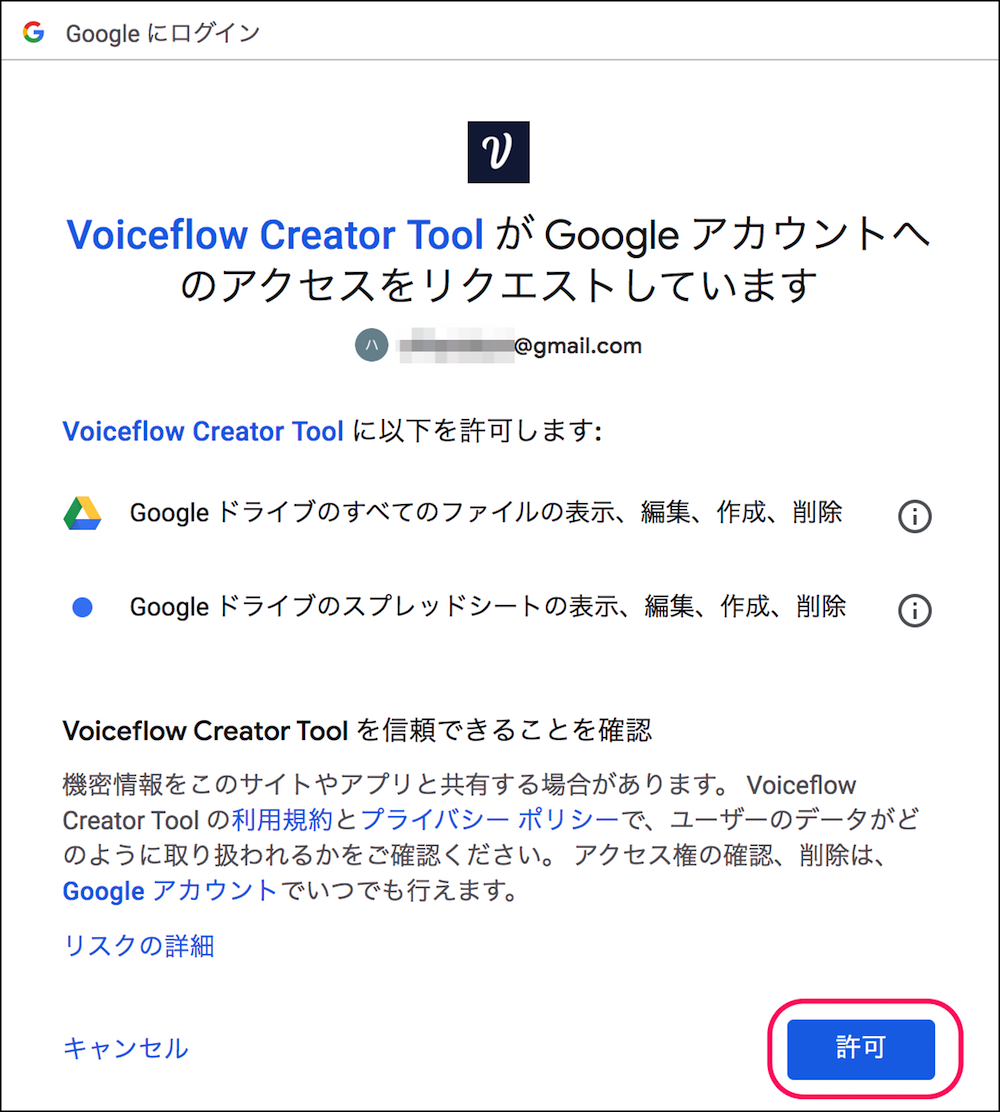 Google にログイン
Voiceflow Creator Tool が Google アカウントへ
のアクセスをリクエストしています
ハ @gmail.com
Voiceflow Creator Tool に以下を許可します:
Google ドライブのすべてのファイルの表示、編集、作成、削除
Google ドライブのスプレッドシートの表示、編集、作成、削除
Voiceflow Creator Tool を信頼できることを確認
機密情報をこのサイトやアプリと共有する場合があります。 Voiceflow
Creator Tool の利用規約とプライバシー ポリシーで、ユーザーのデータがど
のように取り扱われるかをご確認ください。 アクセス権の確認、削除は、
Google アカウントでいつでも行えます。
リスクの詳細
キャンセル
許可